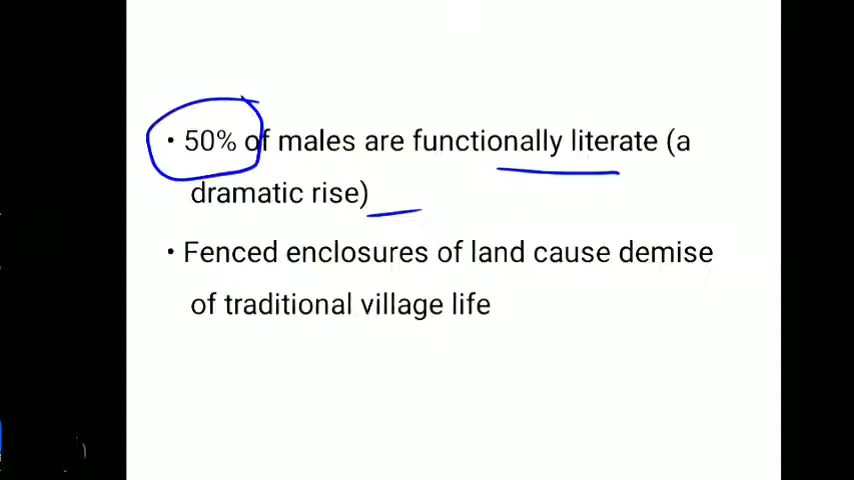 • 50% of males are functionally literate (a
dramatic rise)
• Fenced enclosures of land cause demise
of traditional village life